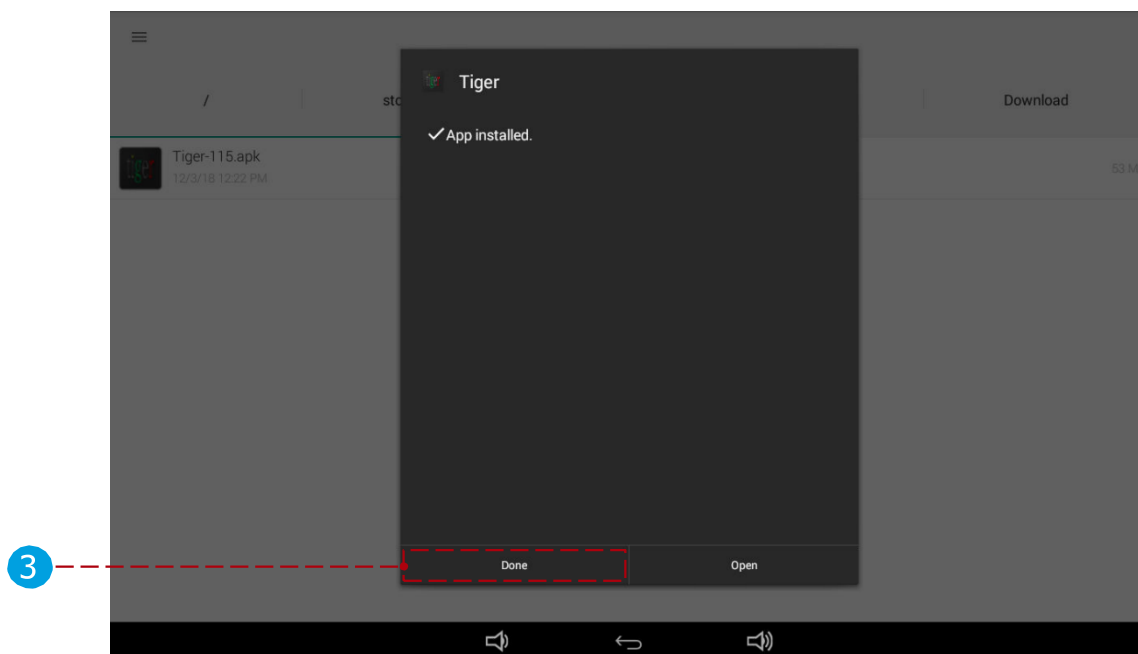 Tiger
/
Download
App installed.
Tiger-115.apk
12/3/18 12:22 PM
3
Done
Open